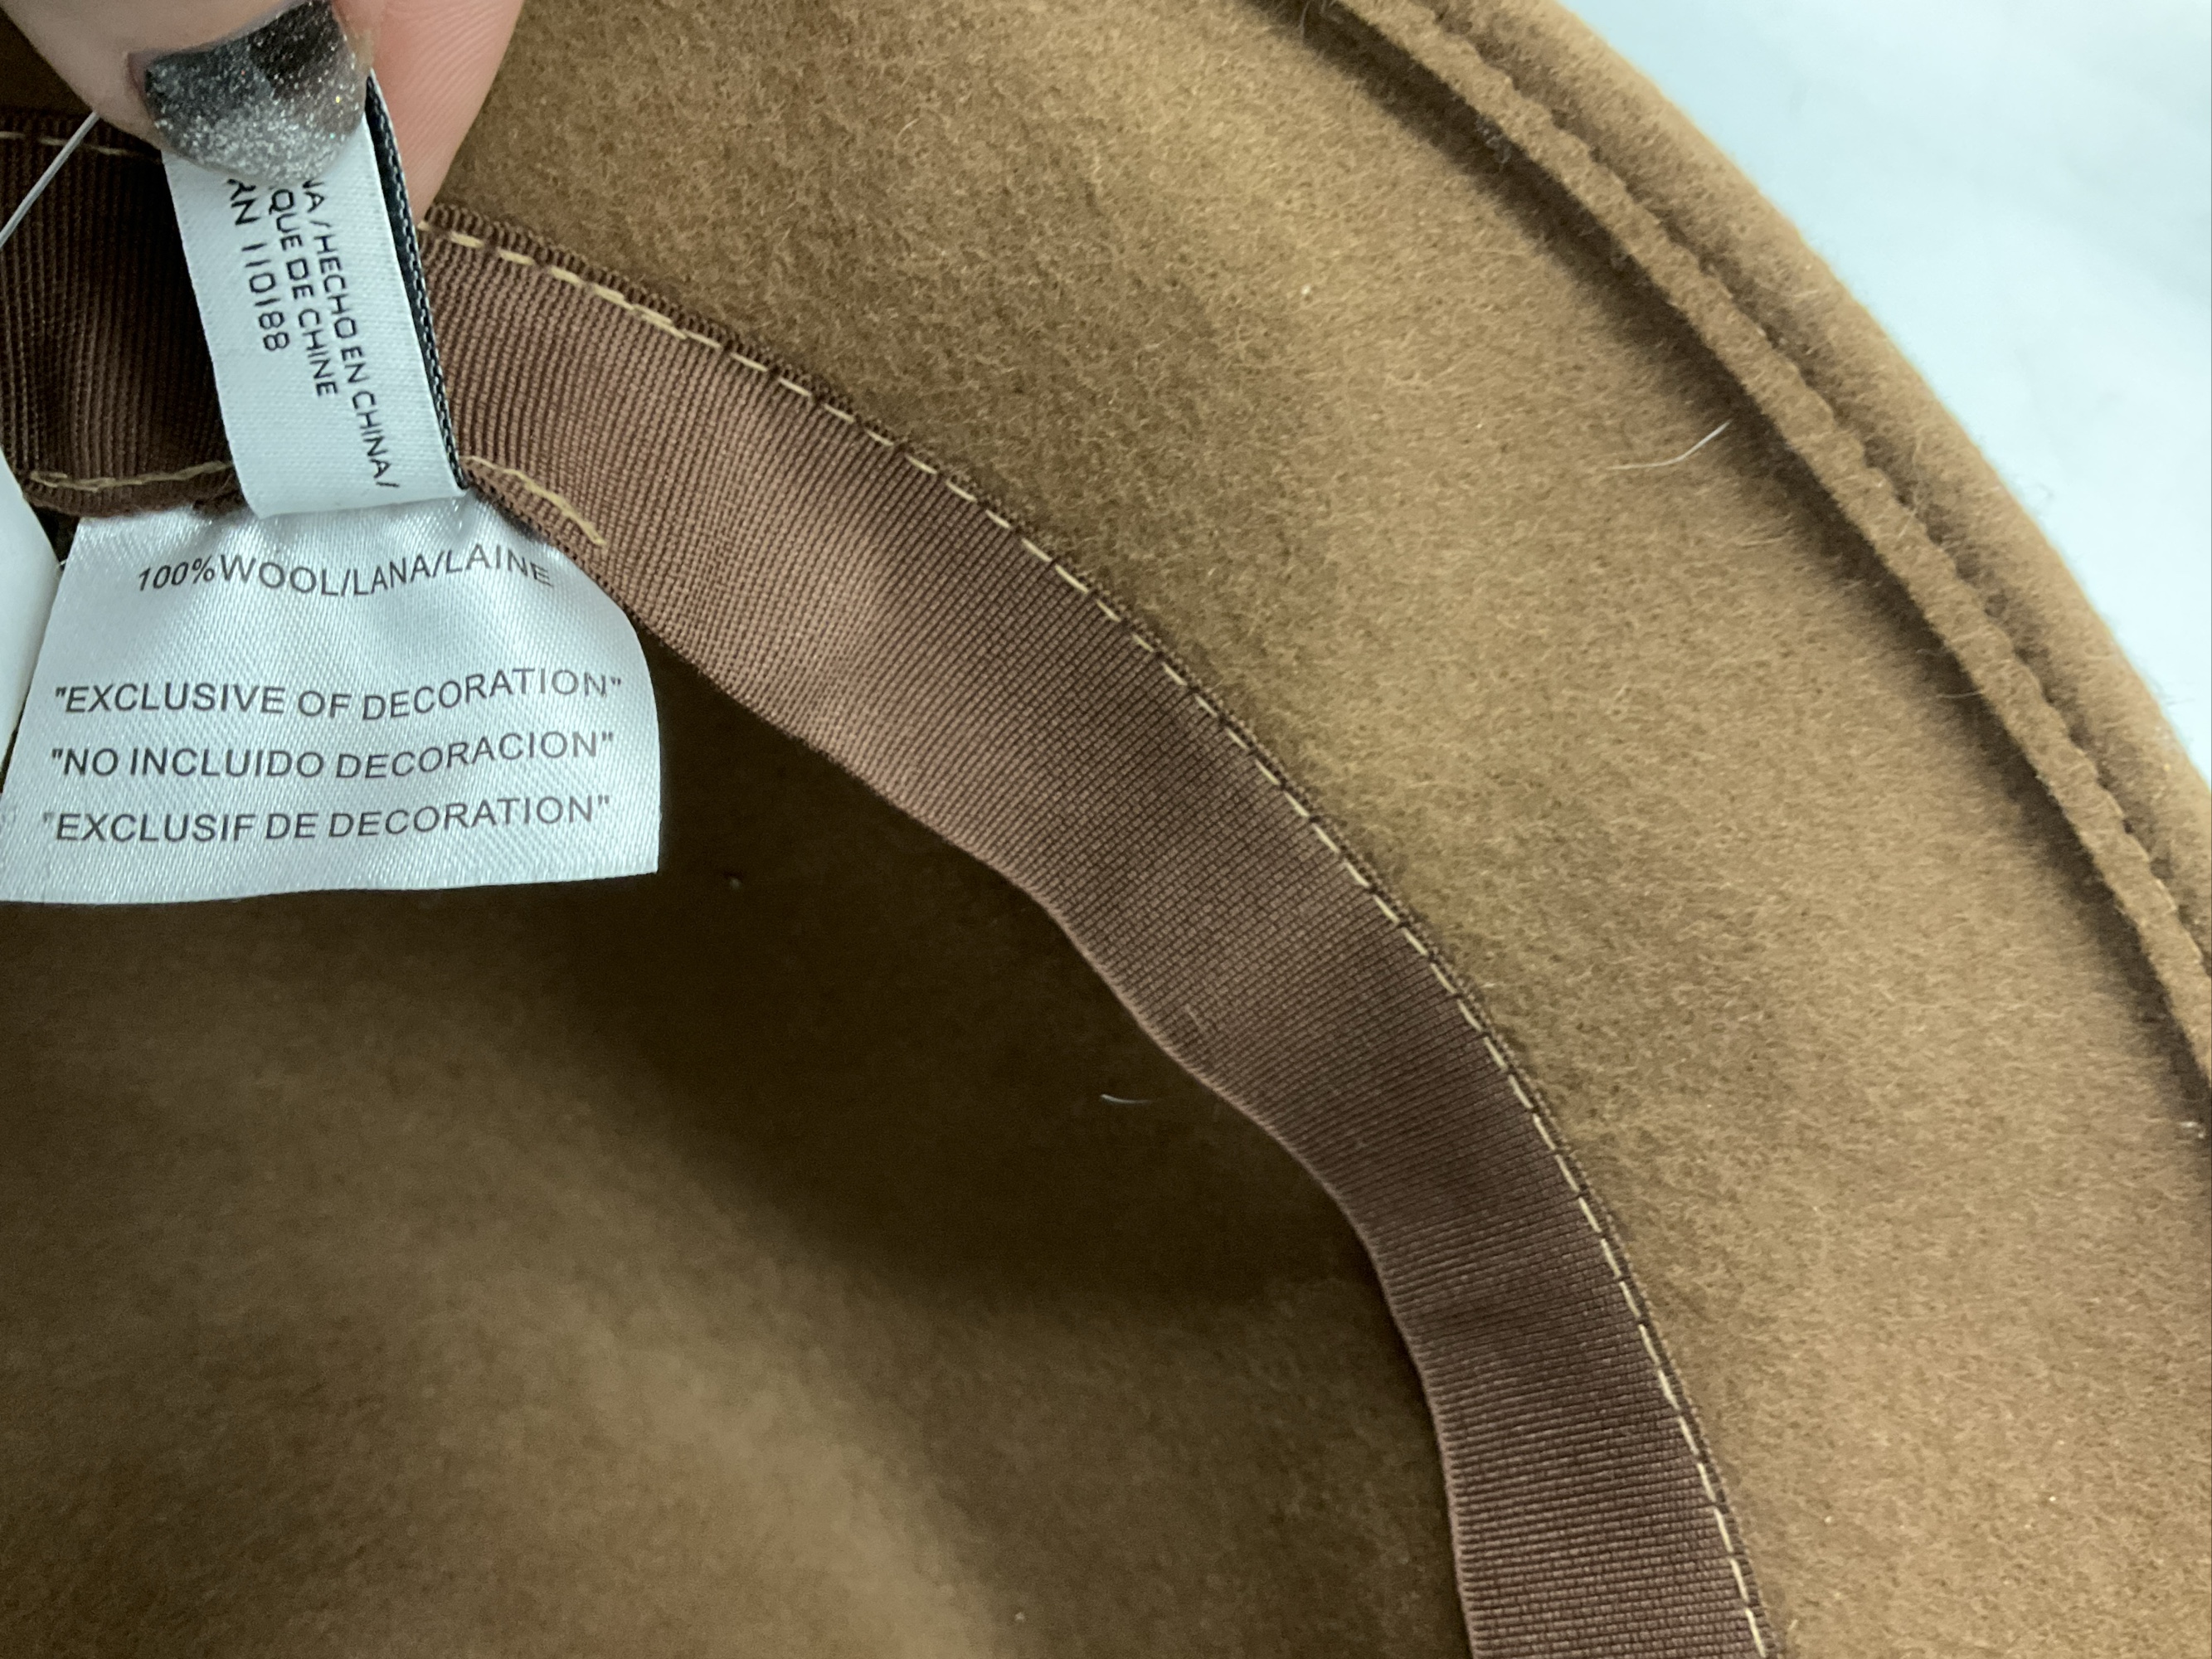 /HECHO EN CHINA/
QUE DE CHINE
RN 110188
100%WOOL/LANA/LAINE
"EXCLUSIVE OF DECORATION"
"NO INCLUIDO DECORACION"
"EXCLUSIF DE DECORATION"